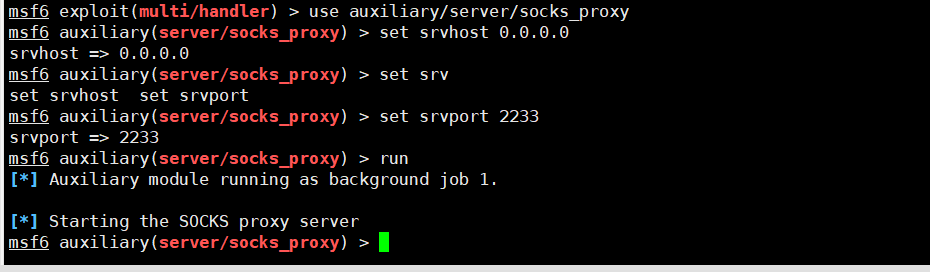 msf6 exploit(multi/handler) > use auxiliary/server/socks_proxy
msf6 auxiliary(server/socks_proxy) > set srvhost 0.0.0.0
srvhost => 0.0.0.0
msf6 auxiliary(server/socks_proxy) > set srv
set srvhost  set srvport
msf6 auxiliary(server/socks_proxy) > set srvport 2233
srvport => 2233
msf6 auxiliary(server/socks_proxy) > run
[*] Auxiliary module running as background job 1.
[*] Starting the SOCKS proxy server
msf6 auxiliary(server/socks_proxy) >